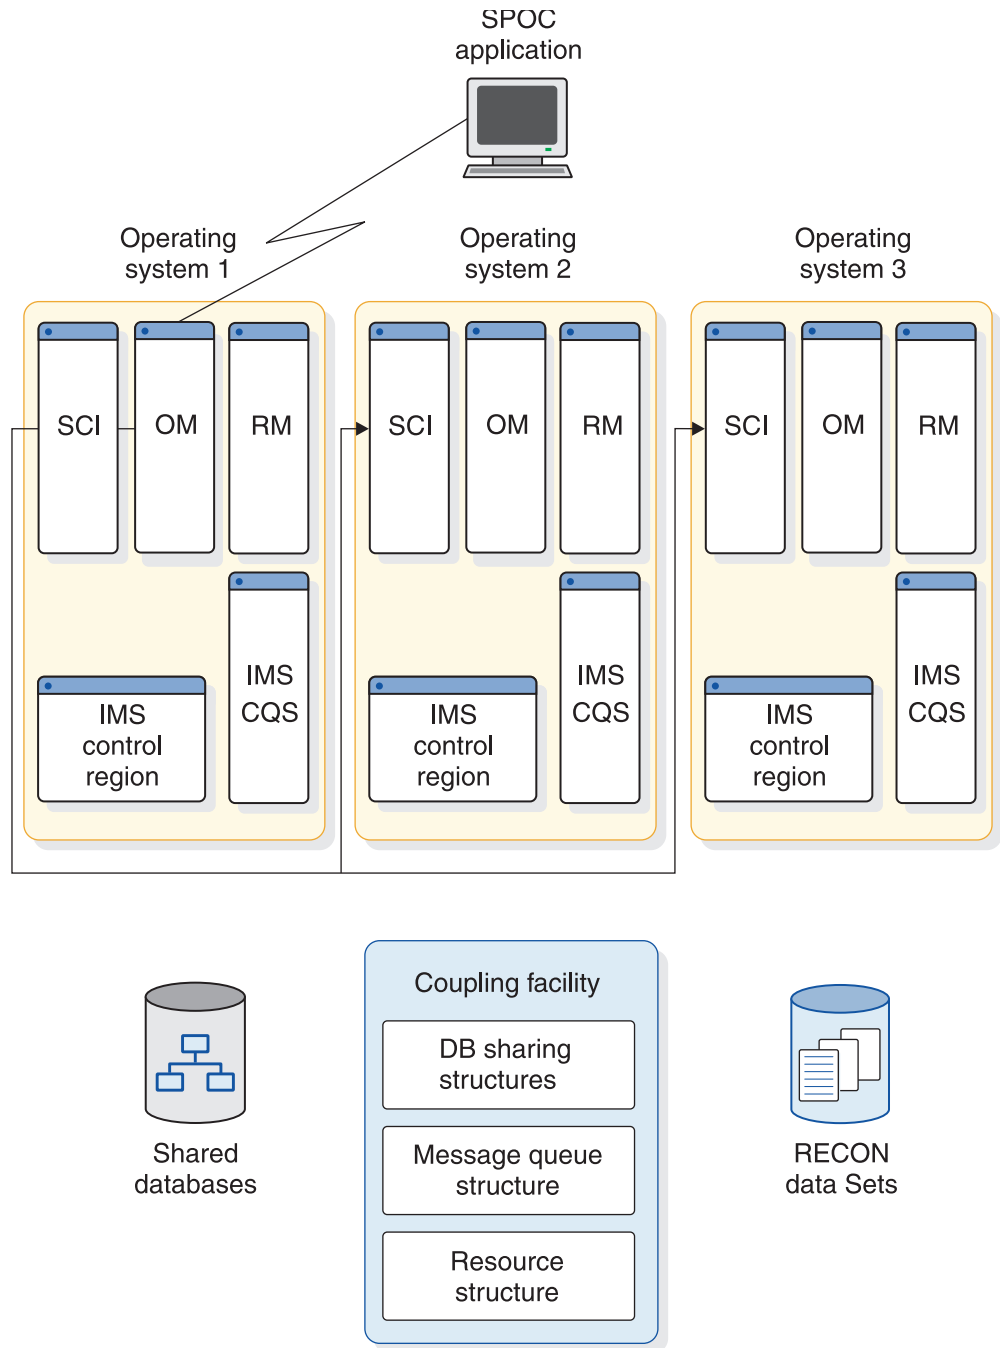 SPOC
application
Operating
system 1
Operating
system 2
Operating
system 3
SCI
OM
RM
SCI
OM
RM
SCI
OM
RM
IMS
CQS
IMS
control
region
IMS
CQS
IMS
control
region
IMS
CQS
IMS
control
region
Coupling facility
DB sharing
structures
Message queue
structure
Resource
structure
Shared
databases
RECON
data Sets